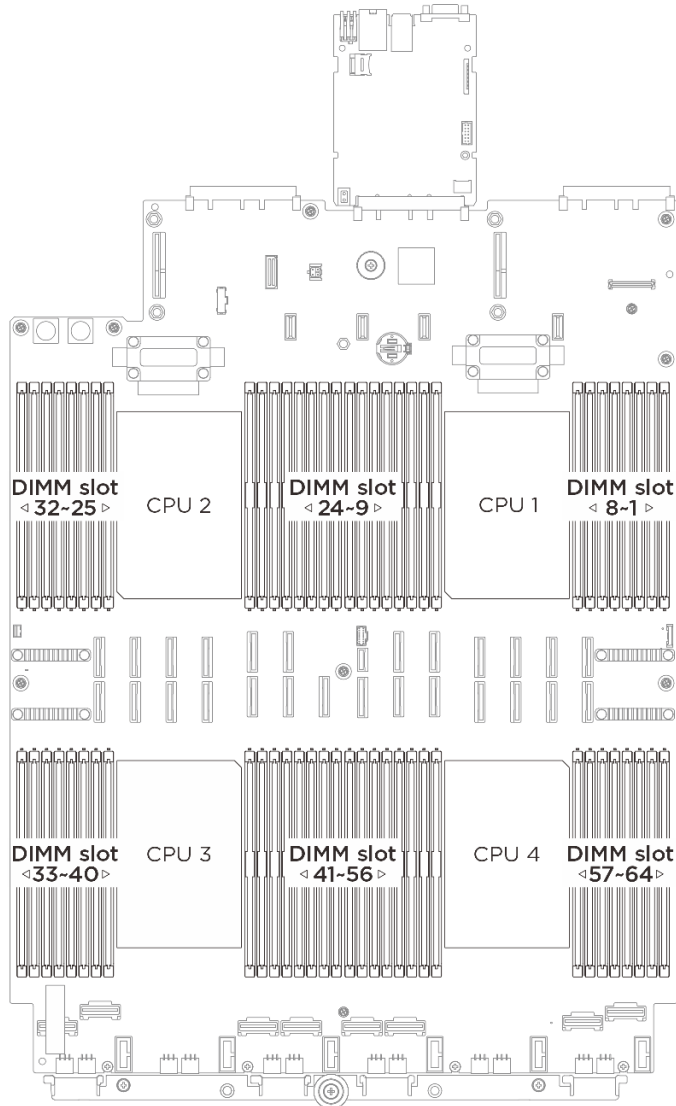 DIMM slot
◁ 32~25 ▷
CPU 2
DIMM slot
◁ 24~9 ▷
CPU 1
DIMM slot
◁ 8~1 ▷
DIMM slot
◁ 33~40 ▷
CPU 3
DIMM slot
◁ 41~56 ▷
CPU 4
DIMM slot
◁ 57~64 ▷